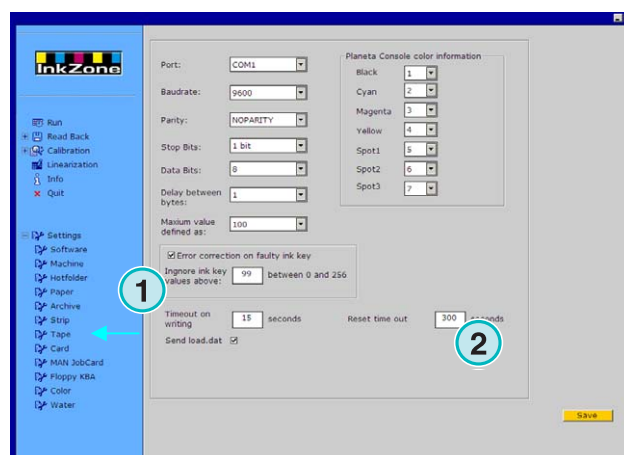 InkZone
Run
Read Back
Calibration
Linearization
Info
Quit
Settings
Software
Machine
Hotfolder
Paper
Archive
Strip
Tape
Card
MAN JobCard
Floppy KBA
Color
Water
1
Port: COM1
Baudrate: 9600
Parity: NOPARITY
Stop Bits: 1 bit
Data Bits: 8
Delay between bytes: 1
Maxium value defined as: 100
Planeta Console color information
Black 1
Cyan 2
Magenta 3
Yellow 4
Spot1 5
Spot2 6
Spot3 7
Error correction on faulty ink key
Ingnore ink key values above: 99 between 0 and 256
Timeout on writing 15 seconds
Reset time out 300 seconds
Send load.dat
2
Save